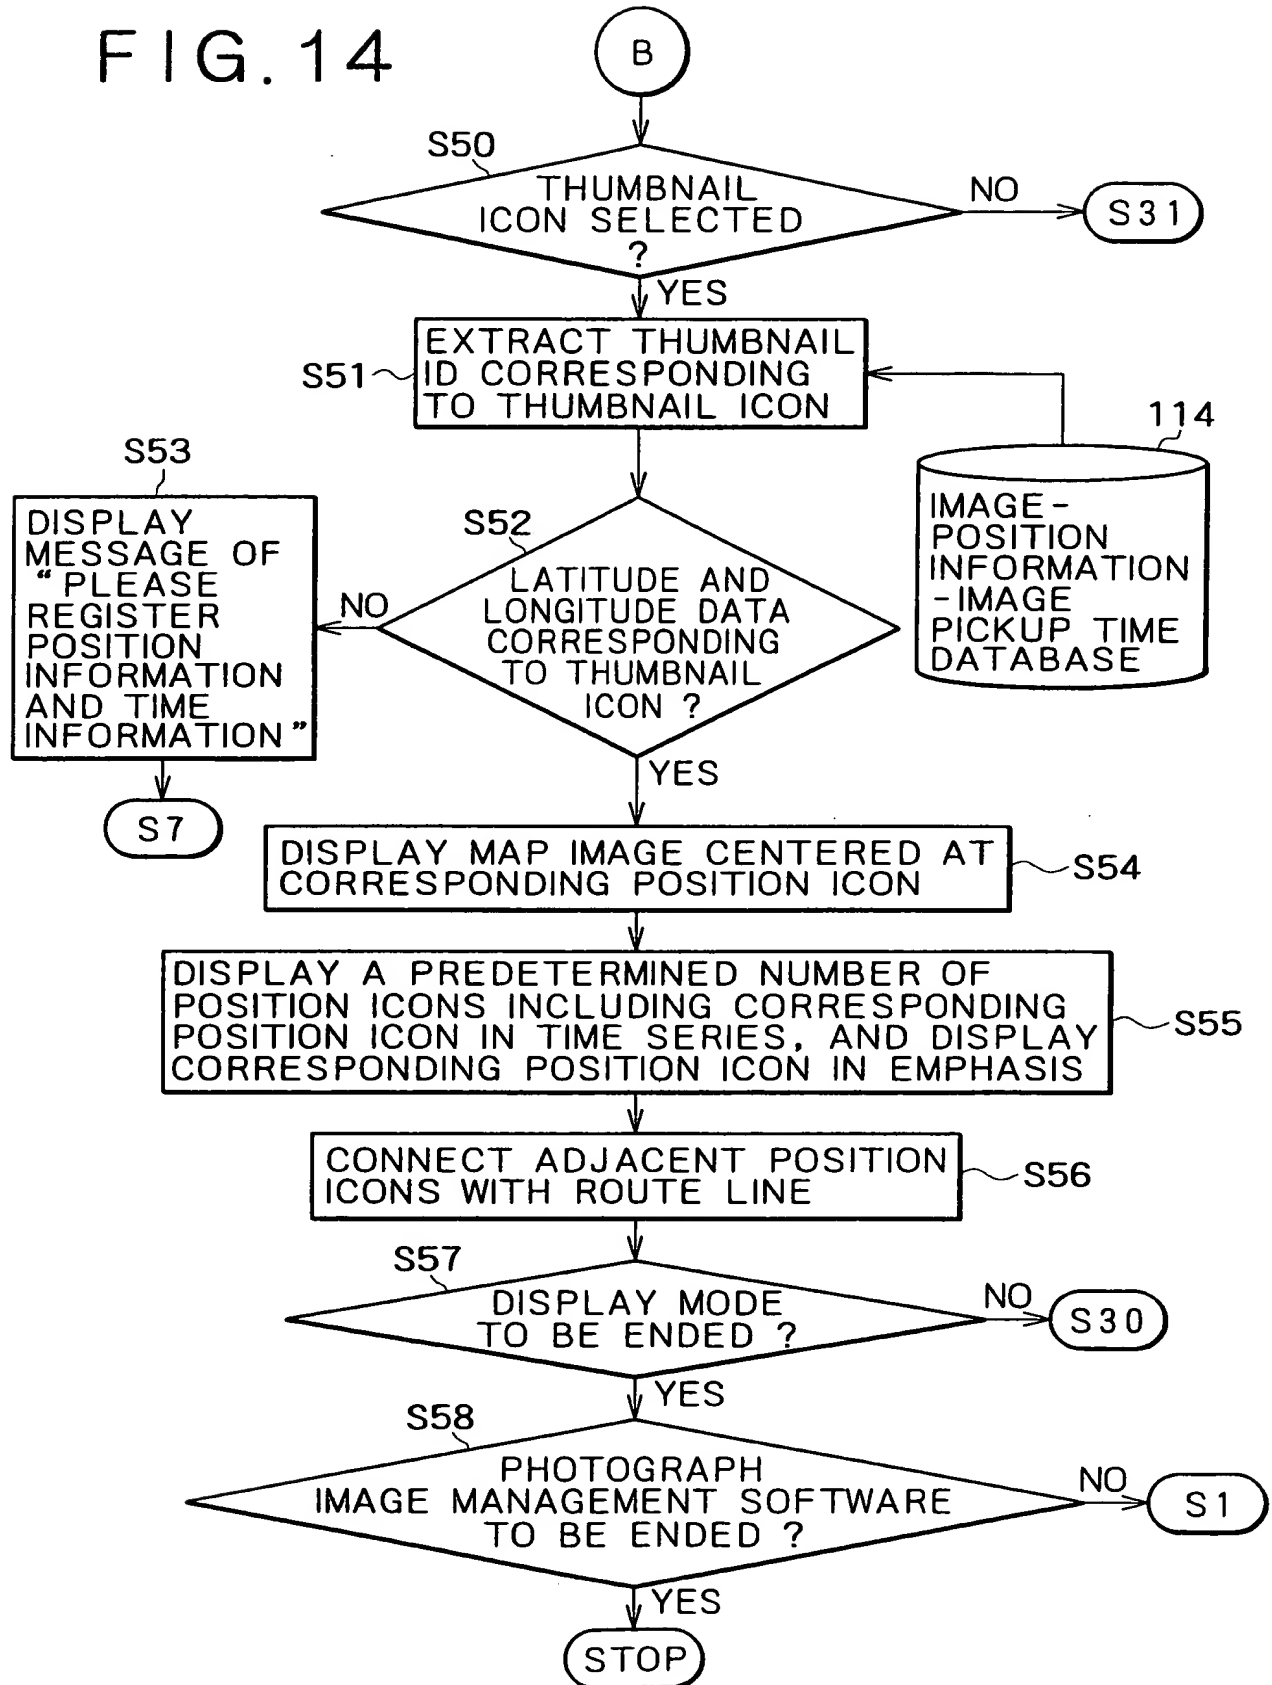 FIG.14
B
S50
THUMBNAIL
ICON SELECTED
?
NO
S31
YES
S51
EXTRACT THUMBNAIL
ID CORRESPONDING
TO THUMBNAIL ICON
114
IMAGE-
POSITION
INFORMATION
-IMAGE
PICKUP TIME
DATABASE
S53
DISPLAY
MESSAGE OF
“PLEASE
REGISTER
POSITION
INFORMATION
AND TIME
INFORMATION”
S7
S52
LATITUDE AND
LONGITUDE DATA
CORRESPONDING
TO THUMBNAIL
ICON ?
NO
YES
DISPLAY MAP IMAGE CENTERED AT
CORRESPONDING POSITION ICON
S54
DISPLAY A PREDETERMINED NUMBER OF
POSITION ICONS INCLUDING CORRESPONDING
POSITION ICON IN TIME SERIES, AND DISPLAY
CORRESPONDING POSITION ICON IN EMPHASIS
S55
CONNECT ADJACENT POSITION
ICONS WITH ROUTE LINE
S56
S57
DISPLAY MODE
TO BE ENDED ?
NO
S30
YES
S58
PHOTOGRAPH
IMAGE MANAGEMENT SOFTWARE
TO BE ENDED ?
NO
S1
YES
STOP